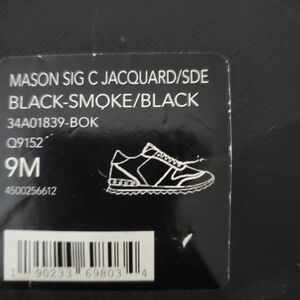 MASON SIG C JACQUARD/SDE
BLACK-SMOKE/BLACK
34A01839-BOK
Q9152
9M
4500256612
1 90233 69803 4